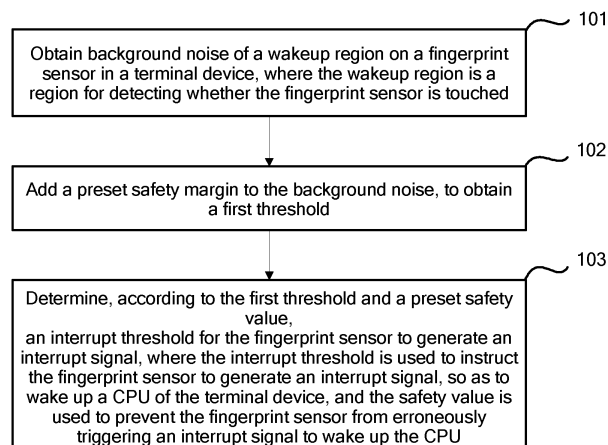 101
Obtain background noise of a wakeup region on a fingerprint
sensor in a terminal device, where the wakeup region is a
region for detecting whether the fingerprint sensor is touched
102
Add a preset safety margin to the background noise, to obtain
a first threshold
103
Determine, according to the first threshold and a preset safety
value,
an interrupt threshold for the fingerprint sensor to generate an
interrupt signal, where the interrupt threshold is used to instruct
the fingerprint sensor to generate an interrupt signal, so as to
wake up a CPU of the terminal device, and the safety value is
used to prevent the fingerprint sensor from erroneously
triggering an interrupt signal to wake up the CPU